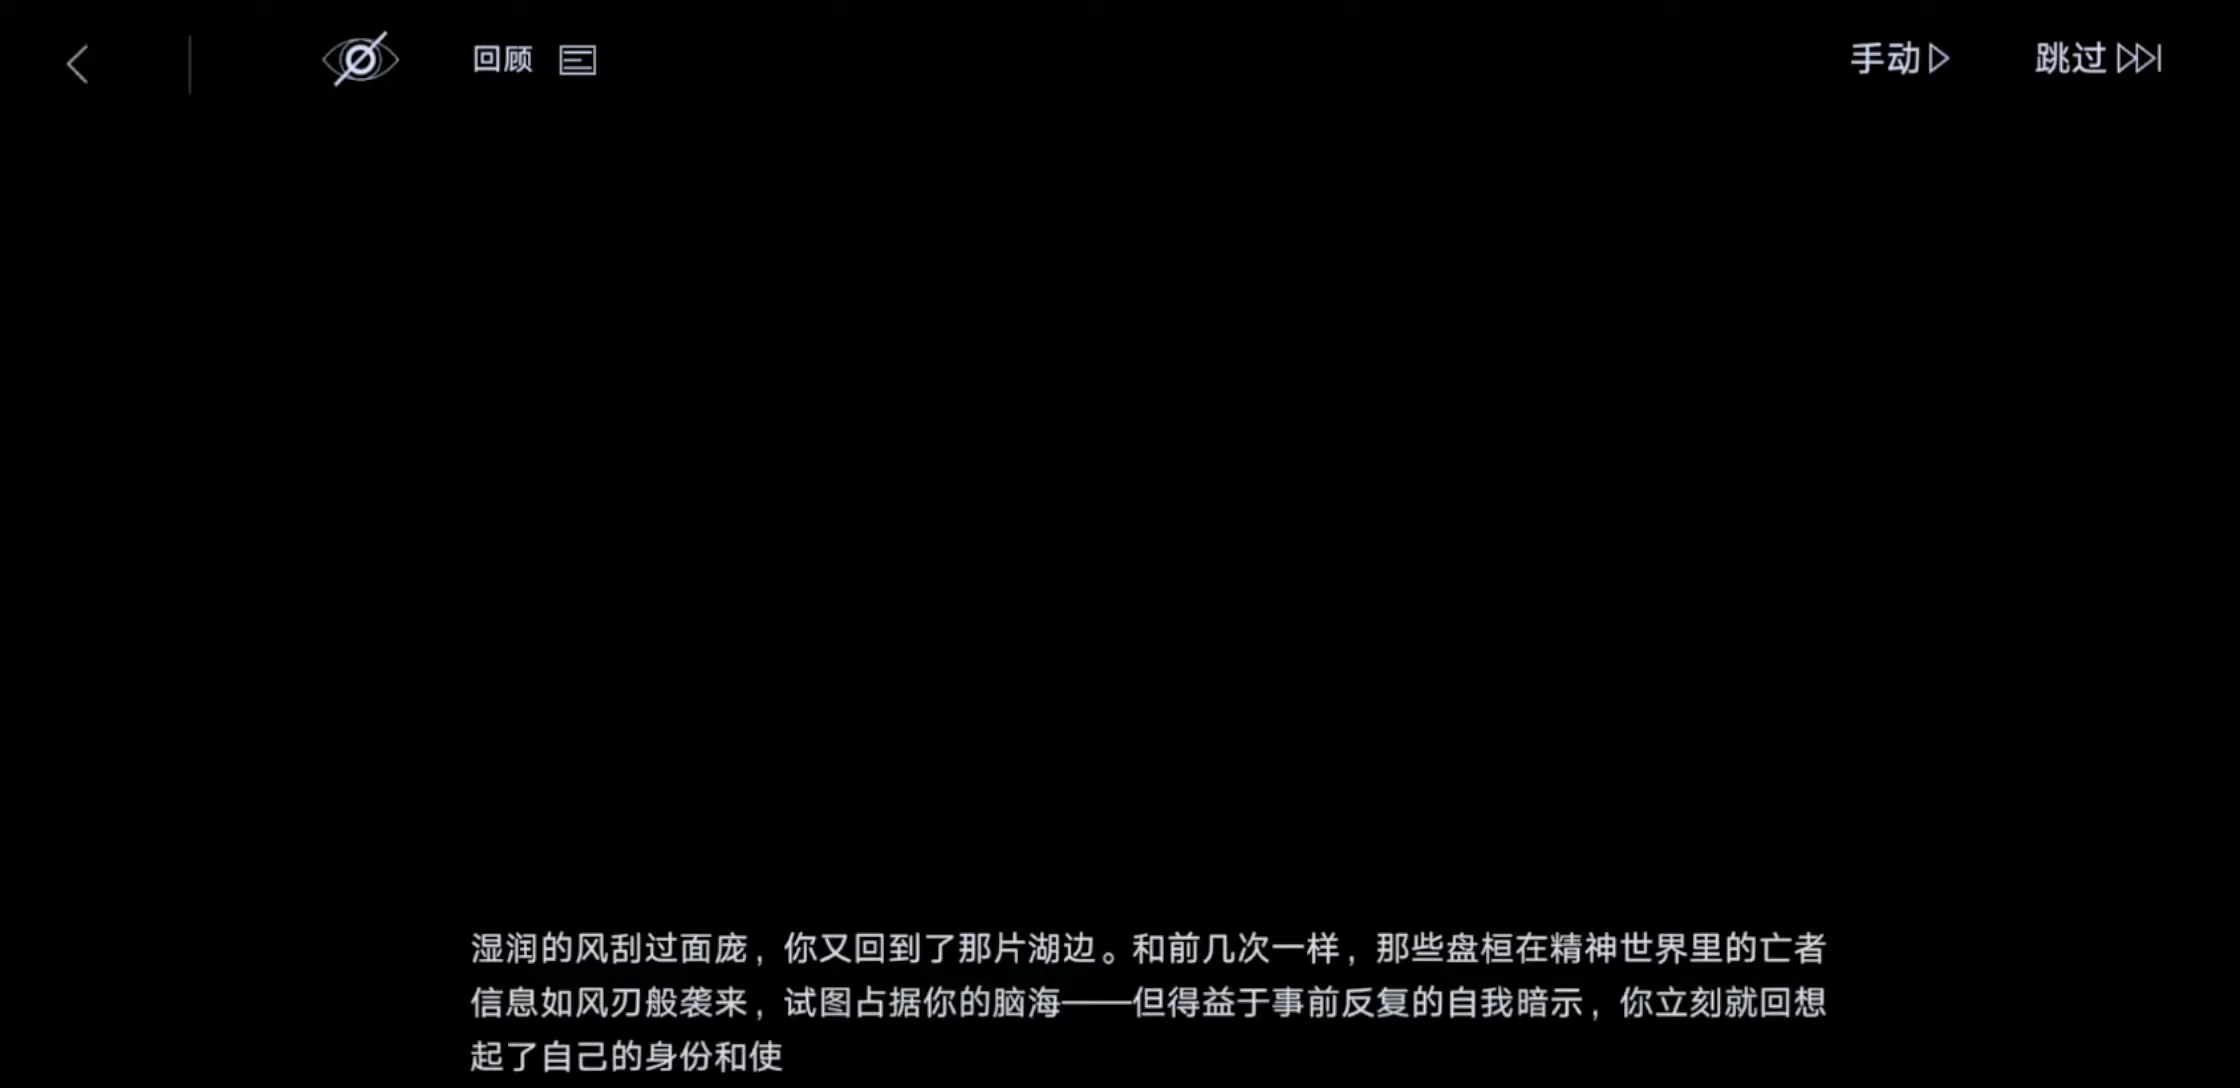 回顾
手动
跳过
湿润的风刮过面庞，你又回到了那片湖边。和前几次一样，那些盘桓在精神世界里的亡者
信息如风刃般袭来，试图占据你的脑海——但得益于事前反复的自我暗示，你立刻就回想
起了自己的身份和使